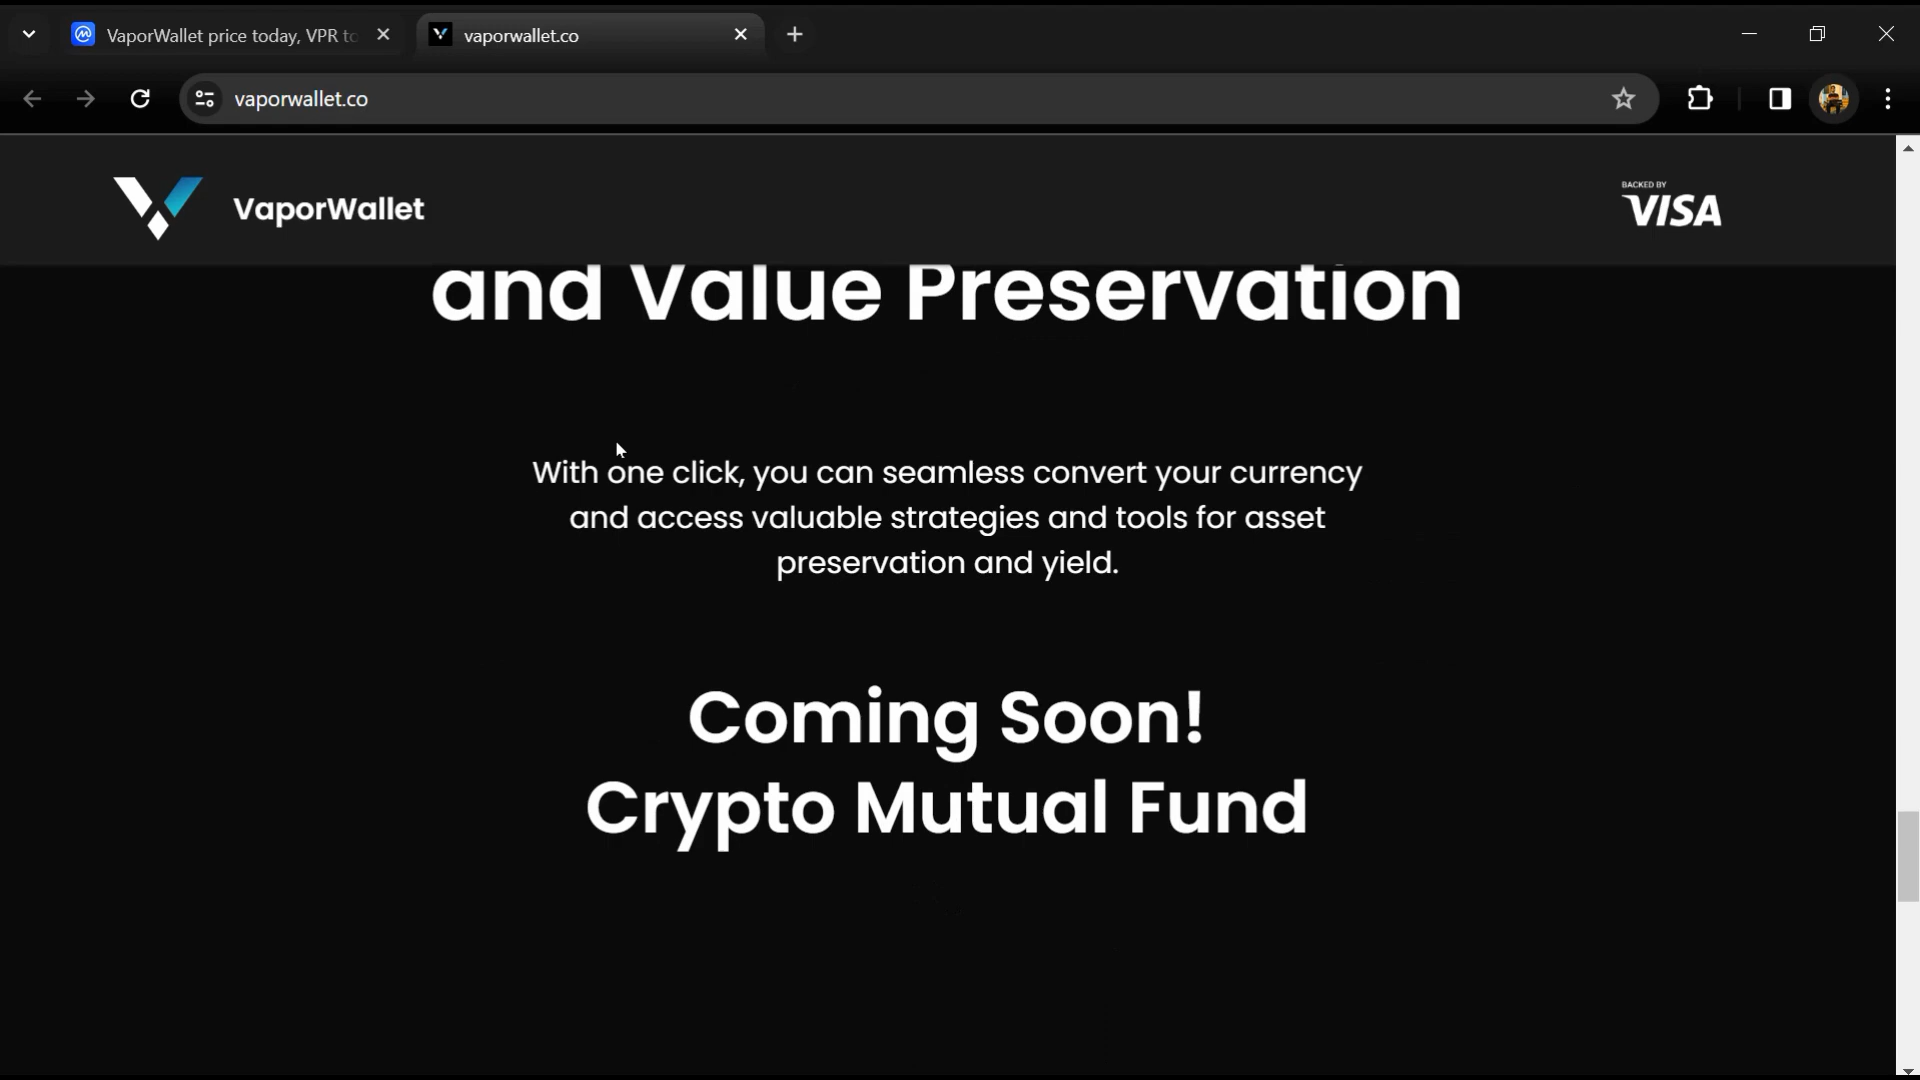 VaporWallet price today, VPR to
vaporwallet.co
vaporwallet.co
VaporWallet
BACKED BY
VISA
and Value Preservation
With one click, you can seamless convert your currency
and access valuable strategies and tools for asset
preservation and yield.
Coming Soon!
Crypto Mutual Fund